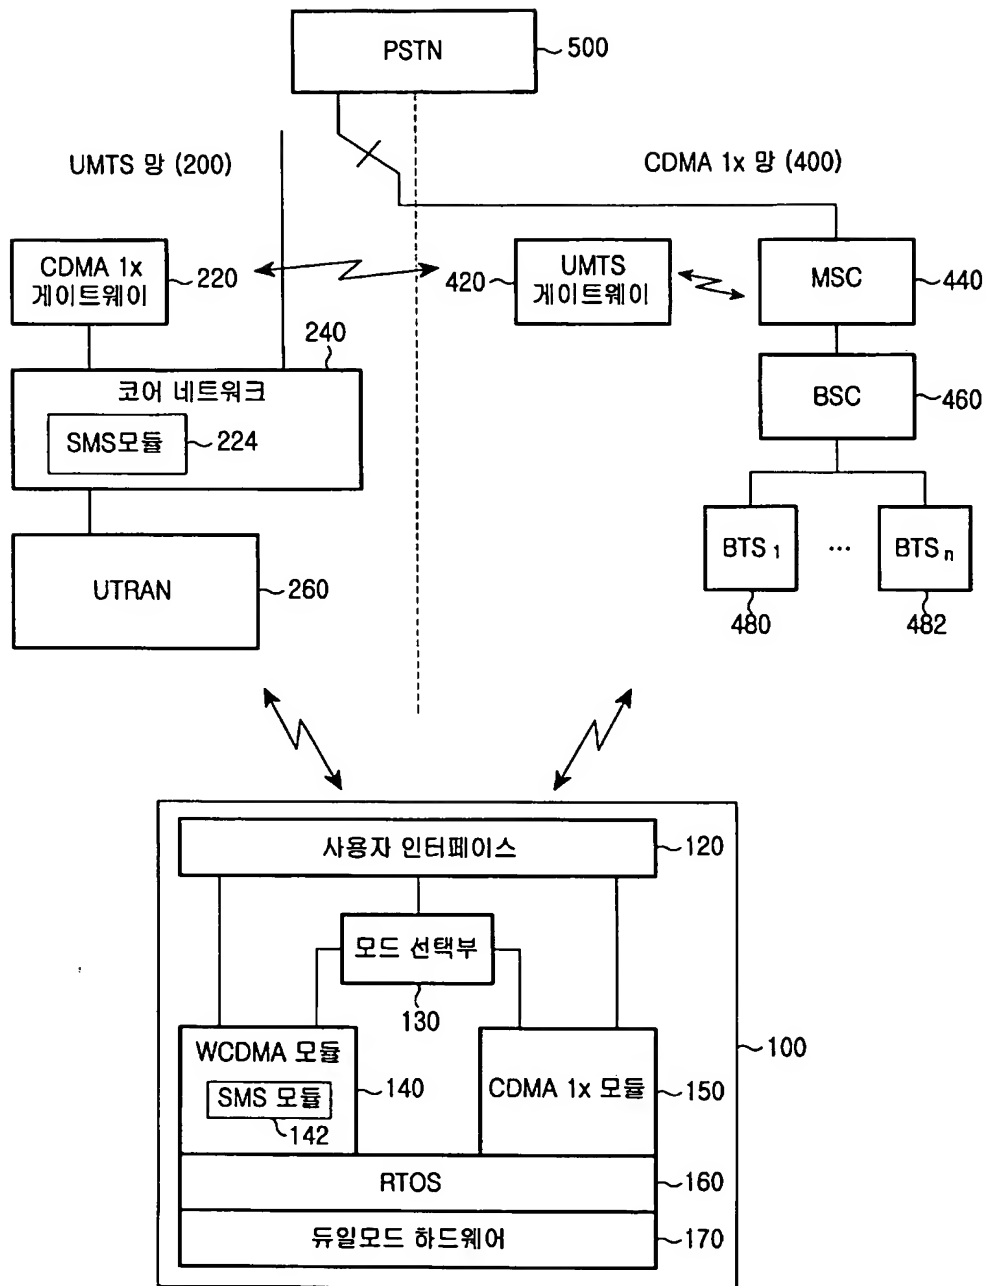 PSTN
500
UMTS 망 (200)
CDMA 1x 망 (400)
CDMA 1x
게이트웨이
220
420
UMTS
게이트웨이
MSC
440
240
코어 네트워크
SMS모듈
224
BSC
460
UTRAN
260
BTS 1
...
BTS n
480
482
사용자 인터페이스
120
모드 선택부
130
WCDMA 모듈
140
SMS 모듈
142
CDMA 1x 모듈
150
100
RTOS
160
듀일모드 하드웨어
170